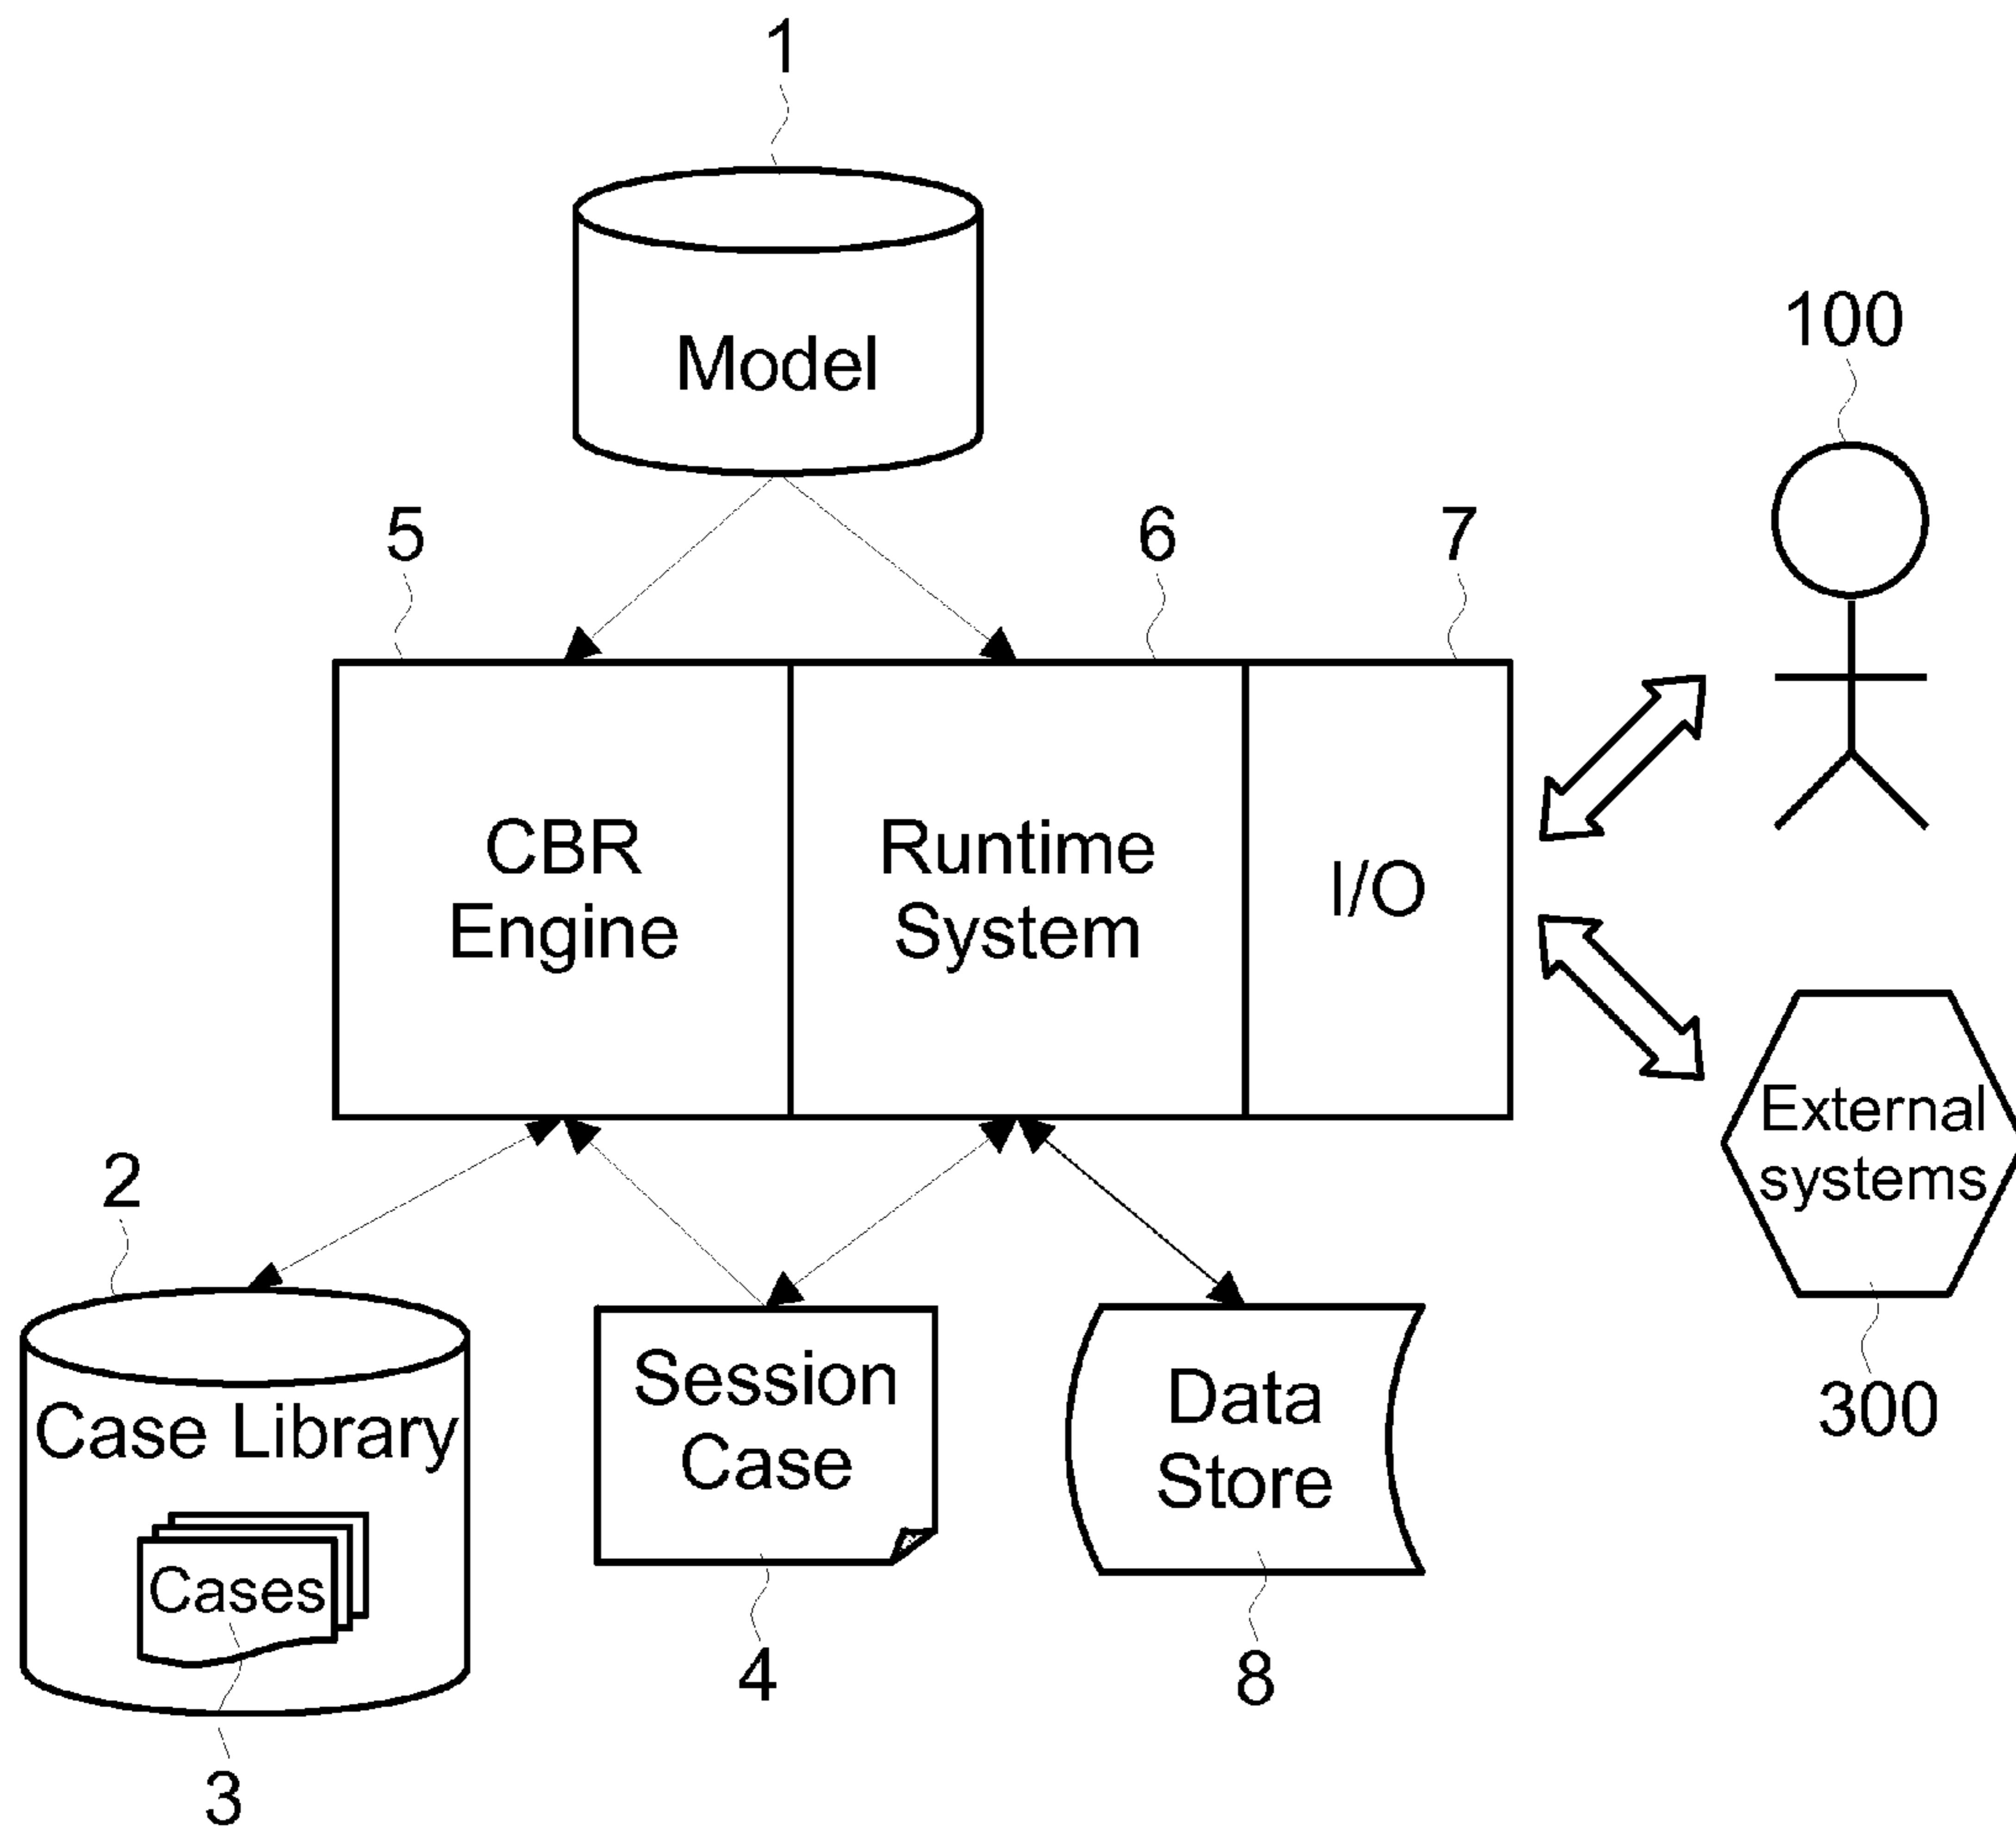 1
Model
100
5
6
7
CBR
Engine
Runtime
System
I/O
External
systems
300
2
Case Library
Cases
3
Session
Case
4
Data
Store
8